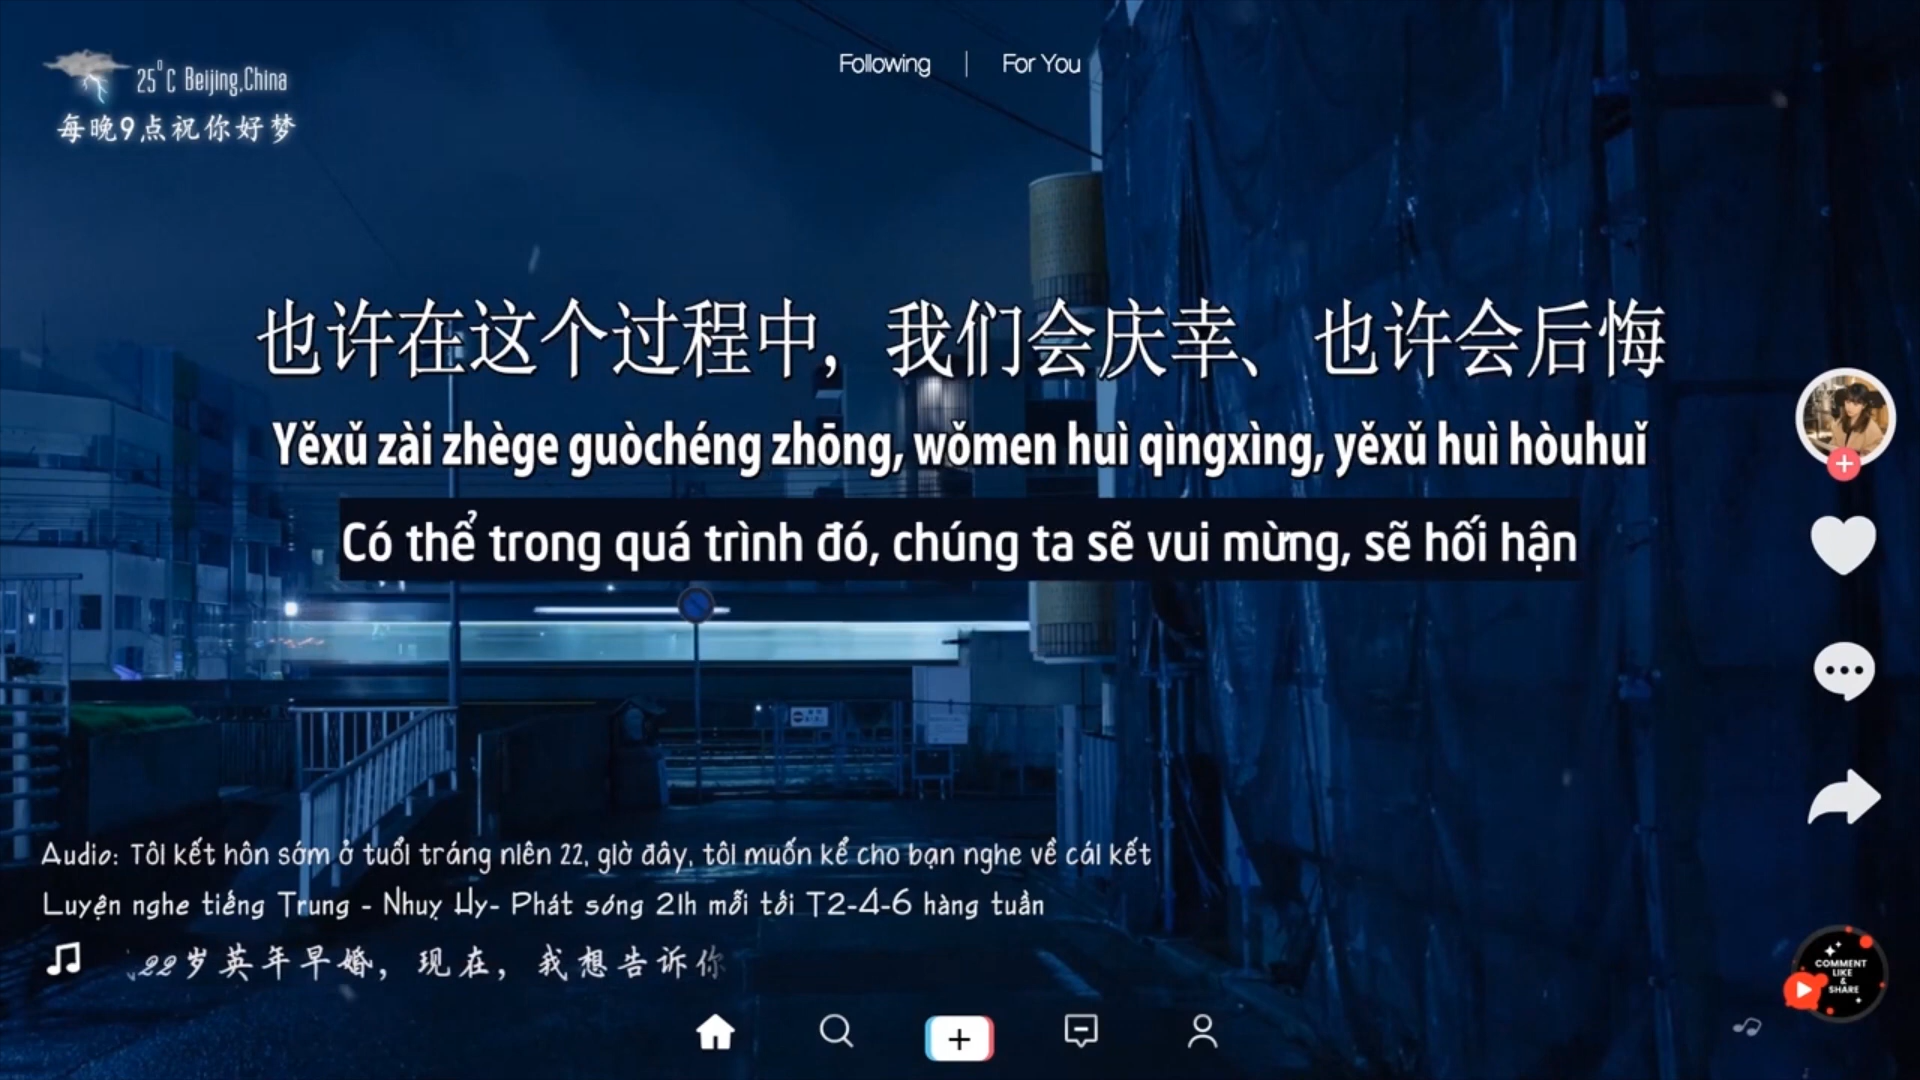 Following | For You
25°C Beijing,China
每晚9点祝你好梦
也许在这个过程中，我们会庆幸、也许会后悔
Yěxǔ zài zhège guòchéng zhōng, wǒmen huì qìngxìng, yěxǔ huì hòuhuǐ
Có thể trong quá trình đó, chúng ta sẽ vui mừng, sẽ hối hận
Audio: Tôi kết hôn sớm ở tuổi tráng niên 22, giờ đây, tôi muốn kể cho bạn nghe về cái kết
Luyện nghe tiếng Trung - Nhuỵ Hy- Phát sóng 21h mỗi tối T2-4-6 hàng tuần
22岁英年早婚，现在，我想告诉你
COMMENT
LIKE
&
SHARE